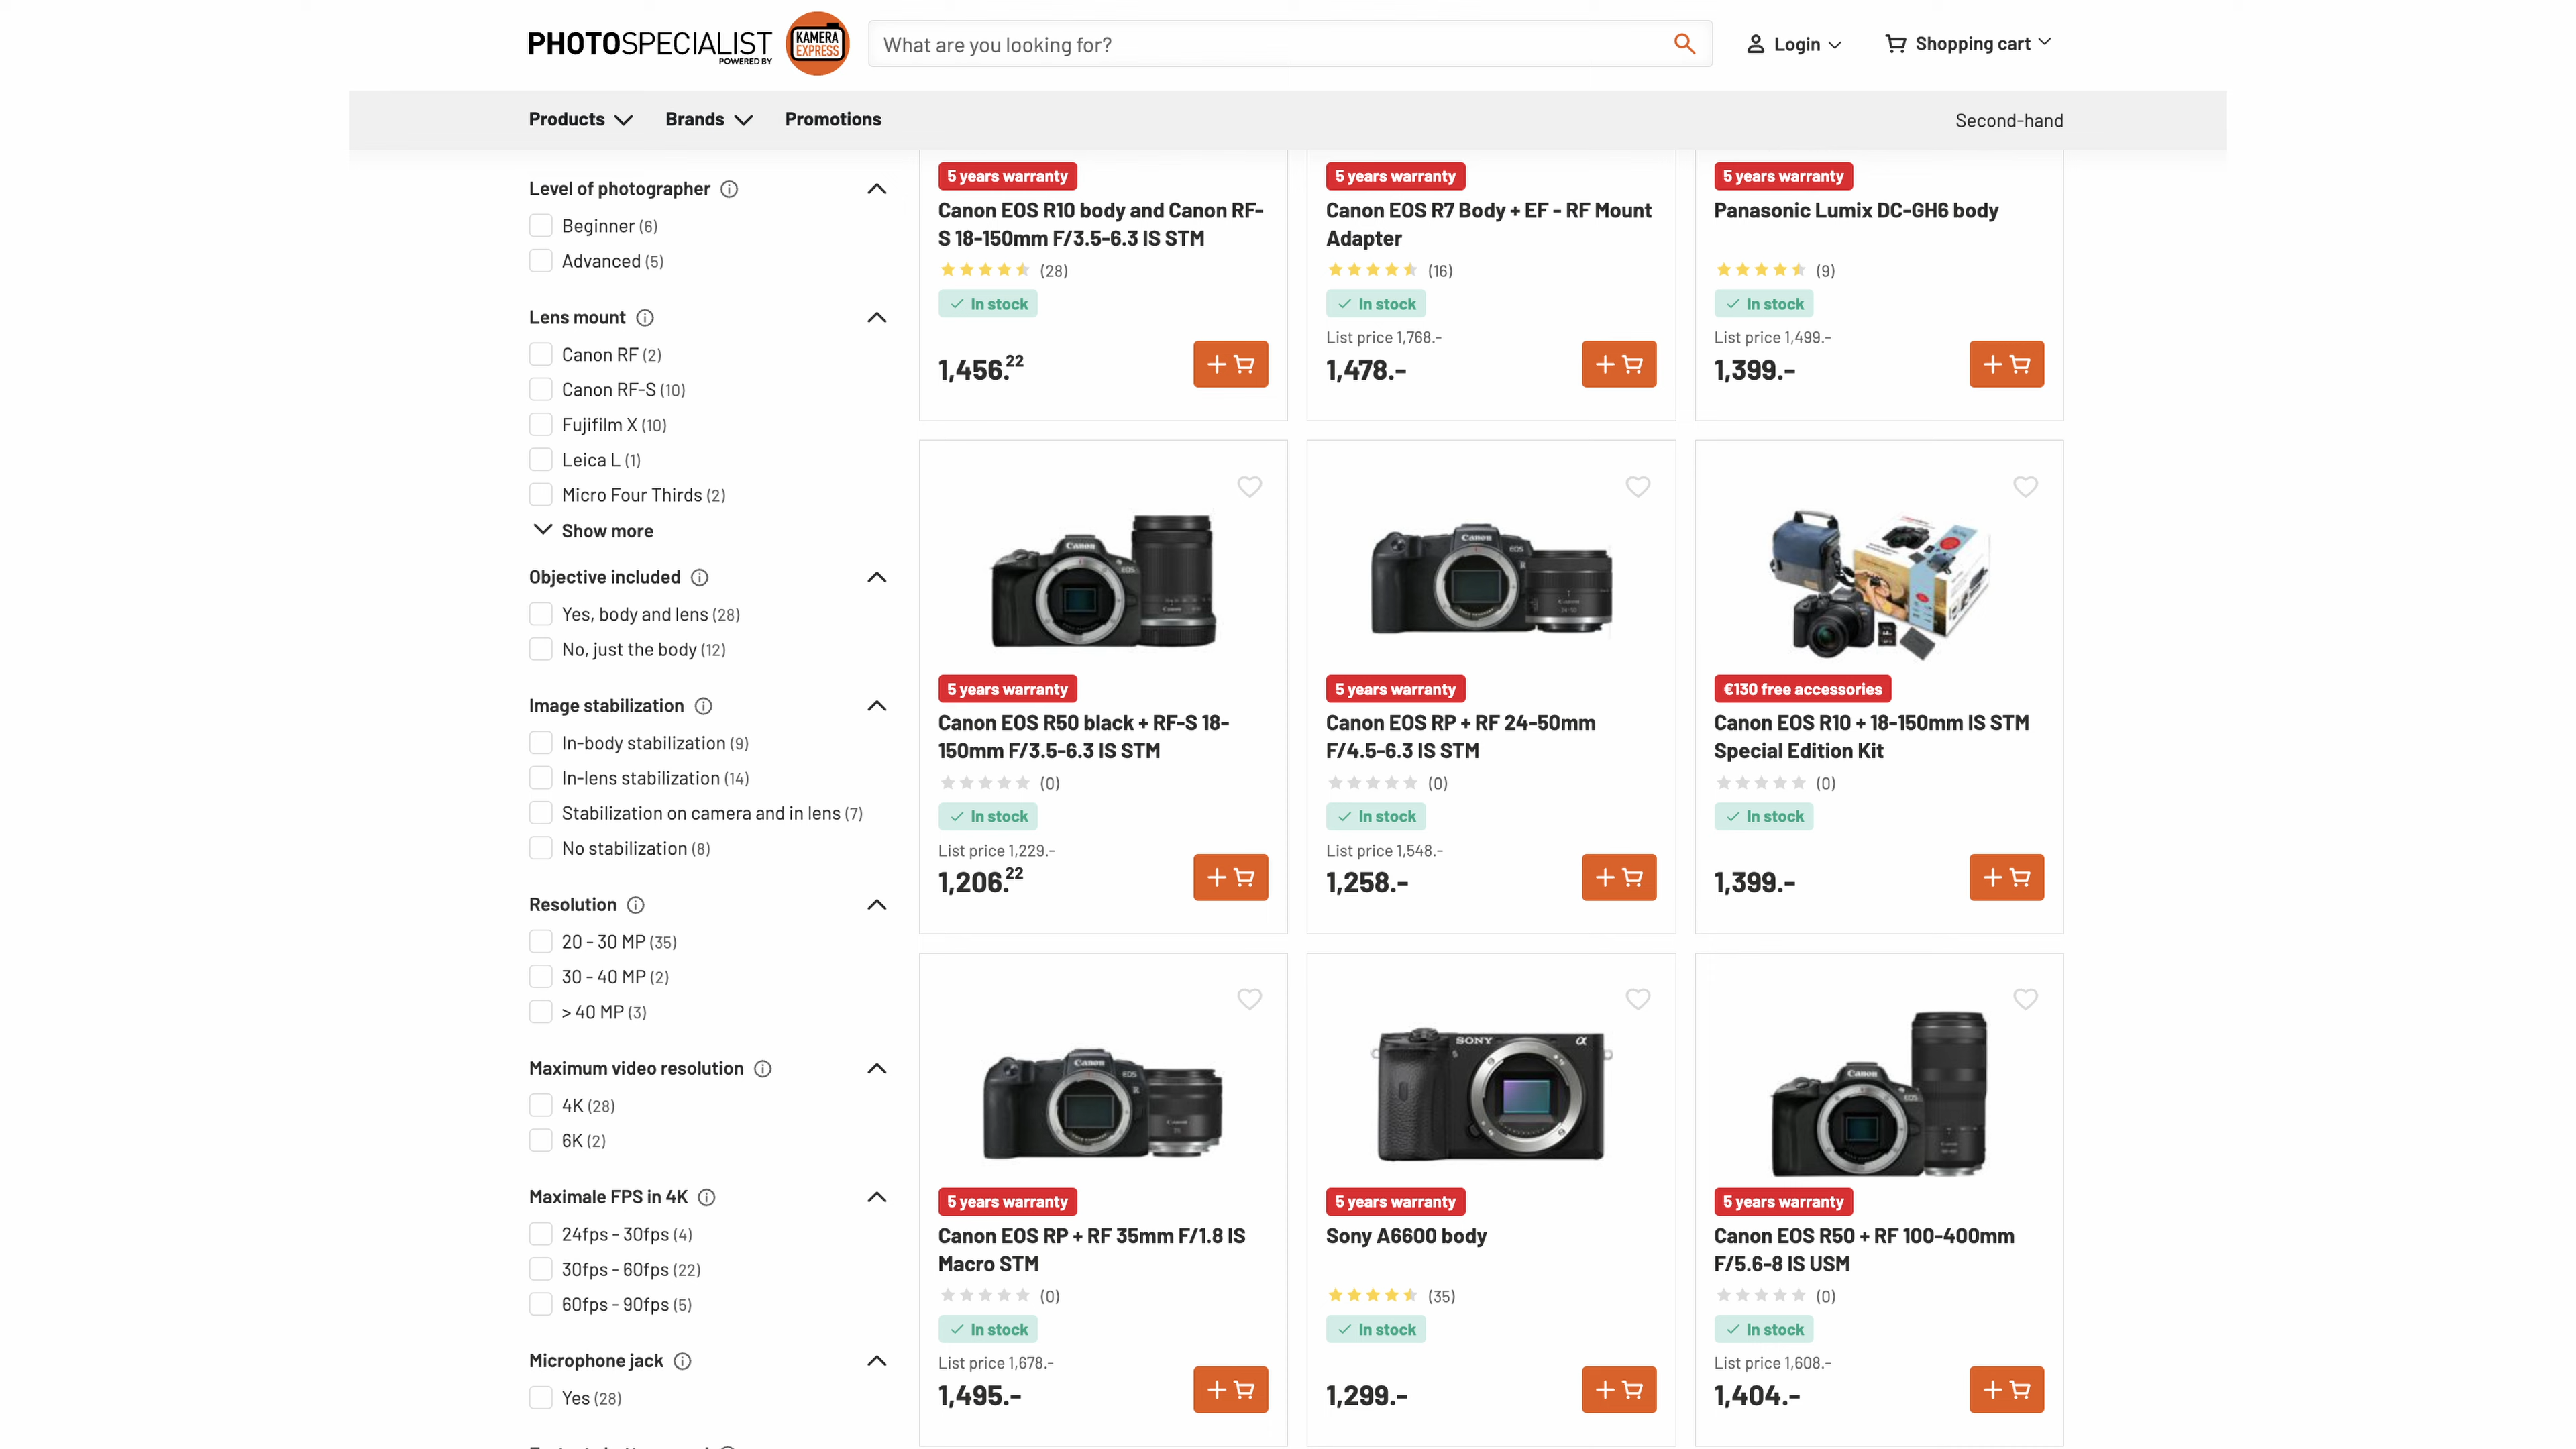 PHOTOSPECIALIST
POWERED BY
KAMERA
EXPRESS
What are you looking for?
Login
Shopping cart
Products
Brands
Promotions
Second-hand
Level of photographer
Beginner (6)
Advanced (5)
Lens mount
Canon RF (2)
Canon RF-S (10)
Fujifilm X (10)
Leica L (1)
Micro Four Thirds (2)
Show more
Objective included
Yes, body and lens (28)
No, just the body (12)
Image stabilization
In-body stabilization (9)
In-lens stabilization (14)
Stabilization on camera and in lens (7)
No stabilization (8)
Resolution
20 - 30 MP (35)
30 - 40 MP (2)
> 40 MP (3)
Maximum video resolution
4K (28)
6K (2)
Maximale FPS in 4K
24fps - 30fps (4)
30fps - 60fps (22)
60fps - 90fps (5)
Microphone jack
Yes (28)
5 years warranty
Canon EOS R10 body and Canon RF-
S 18-150mm F/3.5-6.3 IS STM
(28)
In stock
1,456.22
5 years warranty
Canon EOS R7 Body + EF - RF Mount
Adapter
(16)
In stock
List price 1,768.-
1,478.-
5 years warranty
Panasonic Lumix DC-GH6 body
(9)
In stock
List price 1,499.-
1,399.-
Canon
EOS
5 years warranty
Canon EOS R50 black + RF-S 18-
150mm F/3.5-6.3 IS STM
(0)
In stock
List price 1,229.-
1,206.22
Canon
EOS
R
5 years warranty
Canon EOS RP + RF 24-50mm
F/4.5-6.3 IS STM
(0)
In stock
List price 1,548.-
1,258.-
€130 free accessories
Canon EOS R10 + 18-150mm IS STM
Special Edition Kit
(0)
In stock
1,399.-
Canon
EOS
R
5 years warranty
Canon EOS RP + RF 35mm F/1.8 IS
Macro STM
(0)
In stock
List price 1,678.-
1,495.-
SONY
α
5 years warranty
Sony A6600 body
(35)
In stock
1,299.-
Canon
EOS
5 years warranty
Canon EOS R50 + RF 100-400mm
F/5.6-8 IS USM
(0)
In stock
List price 1,608.-
1,404.-